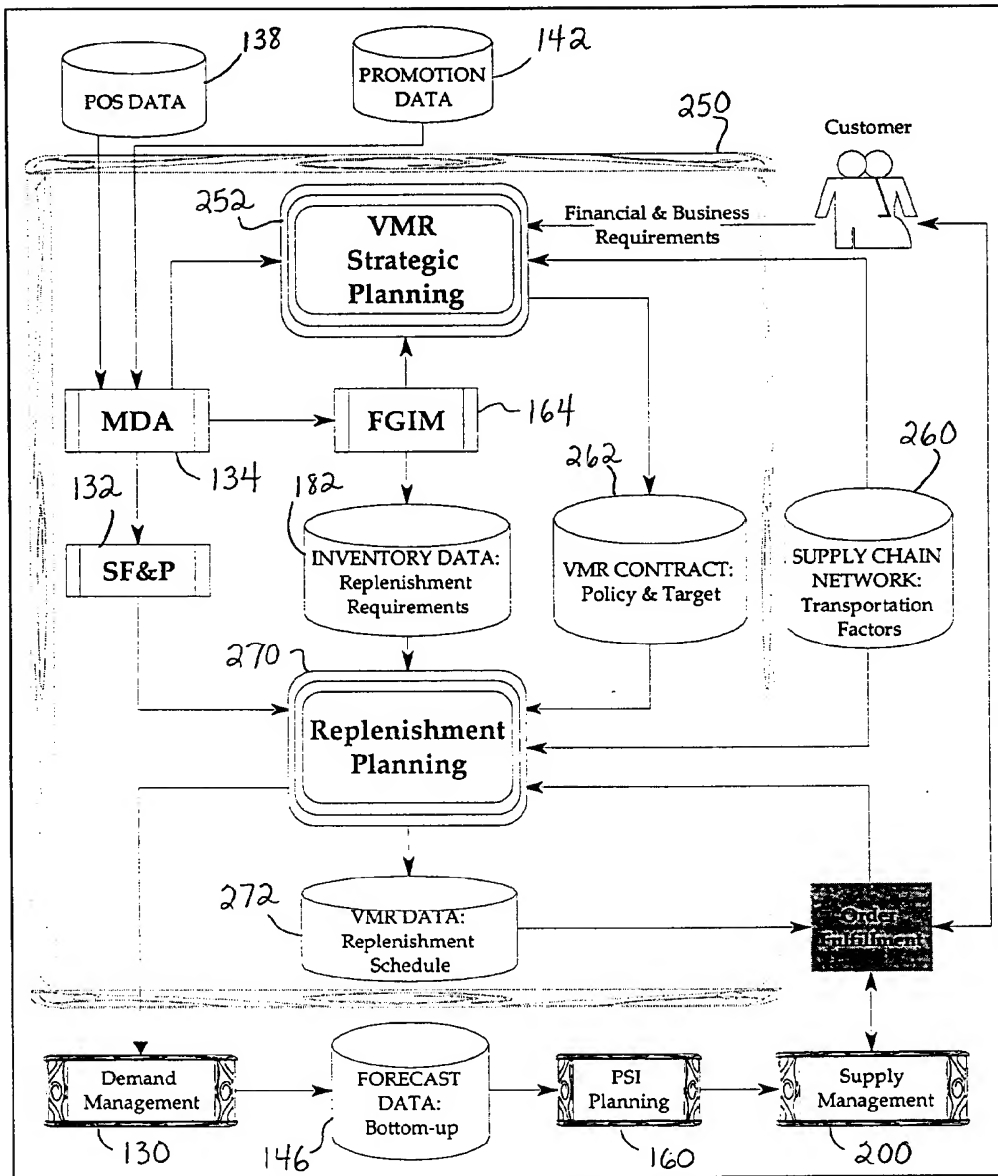 138
142
POS DATA
PROMOTION
DATA
250
Customer
252
VMR
Strategic
Planning
Financial & Business
Requirements
MDA
FGIM
164
134
132
182
262
260
SF&P
INVENTORY DATA:
Replenishment
Requirements
VMR CONTRACT:
Policy & Target
SUPPLY CHAIN
NETWORK:
Transportation
Factors
270
Replenishment
Planning
272
VMR DATA:
Replenishment
Schedule
Order
Fulfillment
Demand
Management
FORECAST
DATA:
Bottom-up
PSI
Planning
Supply
Management
130
146
160
200